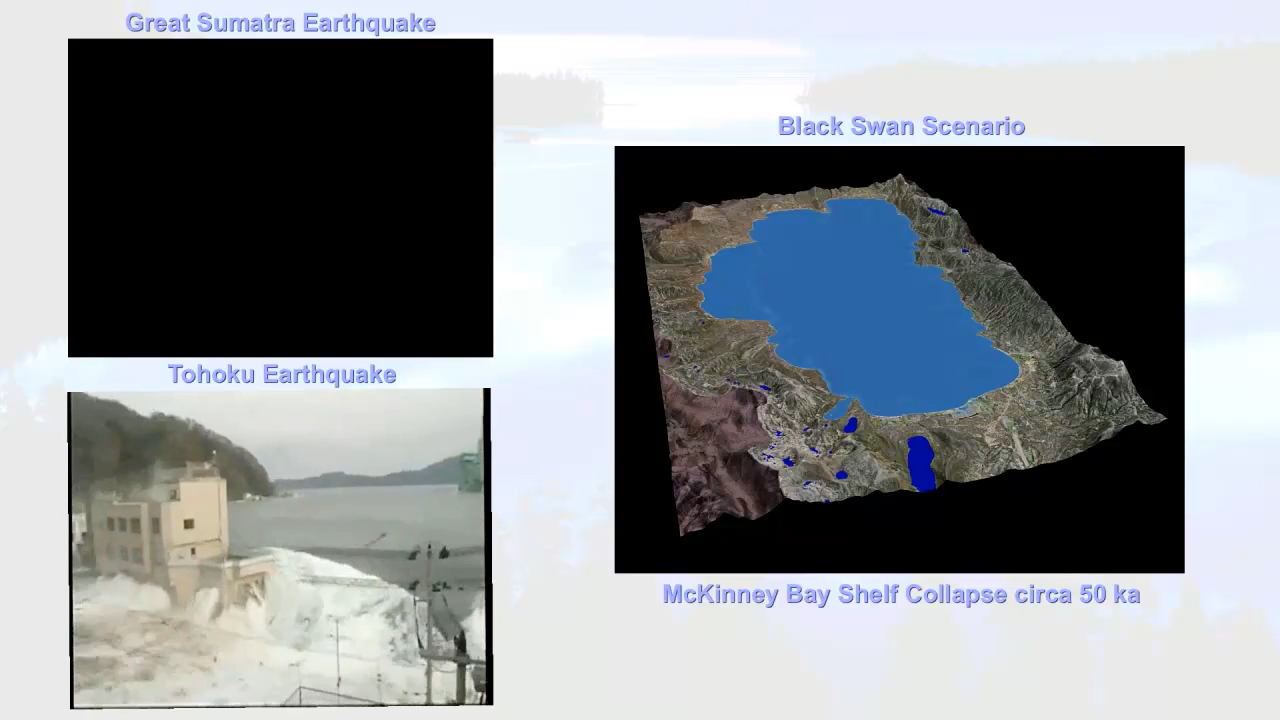 Great Sumatra Earthquake
Black Swan Scenario
Tohoku Earthquake
McKinney Bay Shelf Collapse circa 50 ka